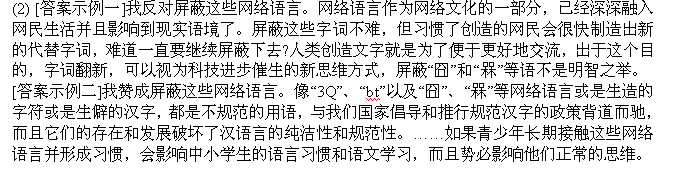 (2) [答案示例一]我反对屏蔽这些网络语言。网络语言作为网络文化的一部分，已经深深融入
网民生活并且影响到现实语境了。屏蔽这些字词不难，但习惯了创造的网民会很快制造出新
的代替字词，难道一直要继续屏蔽下去?人类创造文字就是为了便于更好地交流，出于这个目
的，字词翻新，可以视为科技进步催生的新思维方式，屏蔽“囧”和“槑”等语不是明智之举。
[答案示例二]我赞成屏蔽这些网络语言。像“3Q”、“bt”以及“囧”、“槑”等网络语言或是生造的
字符或是生僻的汉字，都是不规范的用语，与我们国家倡导和推行规范汉字的政策背道而驰，
而且它们的存在和发展破坏了汉语言的纯洁性和规范性。……如果青少年长期接触这些网络
语言并形成习惯，会影响中小学生的语言习惯和语文学习，而且势必影响他们正常的思维。